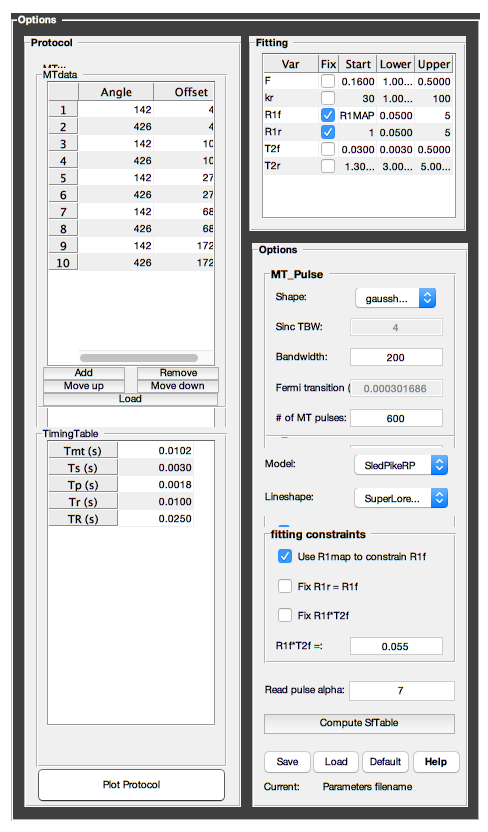 Options
Protocol
MTdata
Angle Offset
1 142 4
2 426 4
3 142 10
4 426 10
5 142 27
6 426 27
7 142 68
8 426 68
9 142 172
10 426 172
Add Remove
Move up Move down
Load
TimingTable
Tmt (s) 0.0102
Ts (s) 0.0030
Tp (s) 0.0018
Tr (s) 0.0100
TR (s) 0.0250
Plot Protocol
Fitting
Var Fix Start Lower Upper
F 0.1600 1.00... 0.5000
kr 30 1.00... 100
R1f R1MAP 0.0500 5
R1r 1 0.0500 5
T2f 0.0300 0.0030 0.5000
T2r 1.30... 3.00... 5.00...
Options
MT_Pulse
Shape: gaussh...
Sinc TBW: 4
Bandwidth: 200
Fermi transition ( 0.000301686
# of MT pulses: 600
Model: SledPikeRP
Lineshape: SuperLore...
fitting constraints
Use R1map to constrain R1f
Fix R1r = R1f
Fix R1f*T2f
R1f*T2f =: 0.055
Read pulse alpha: 7
Compute SfTable
Save Load Default Help
Current: Parameters filename